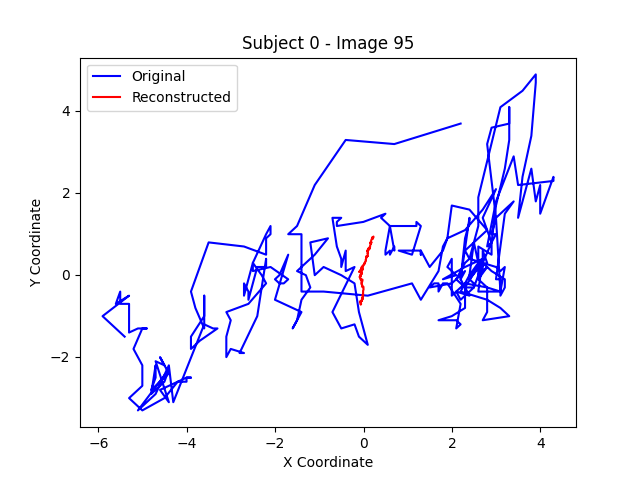 Subject 0 - Image 95
Original
Reconstructed
4
2
0
−2
Y Coordinate
−6 −4 −2 0 2 4
X Coordinate